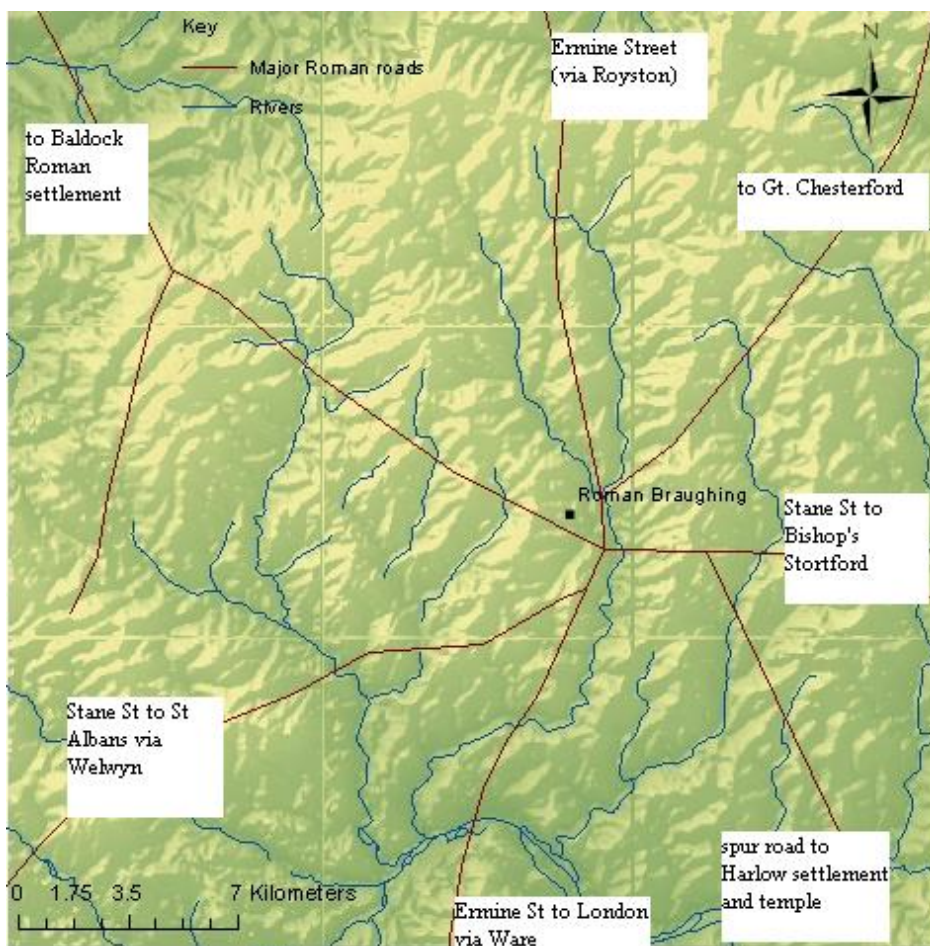 Key
Major Roman roads
Rivers
Ermine Street
(via Royston)
N
to Baldock
Roman
settlement
to Gt. Chesterford
Roman Braughing
Stane St to
Bishop's
Stortford
Stane St to St
Albans via
Welwyn
spur road to
Harlow settlement
and temple
0 1.75 3.5 7 Kilometers
Ermine St to London
via Ware